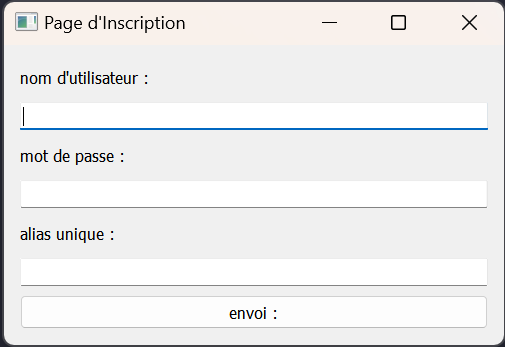 Page d'Inscription
nom d'utilisateur :
mot de passe :
alias unique :
envoi :